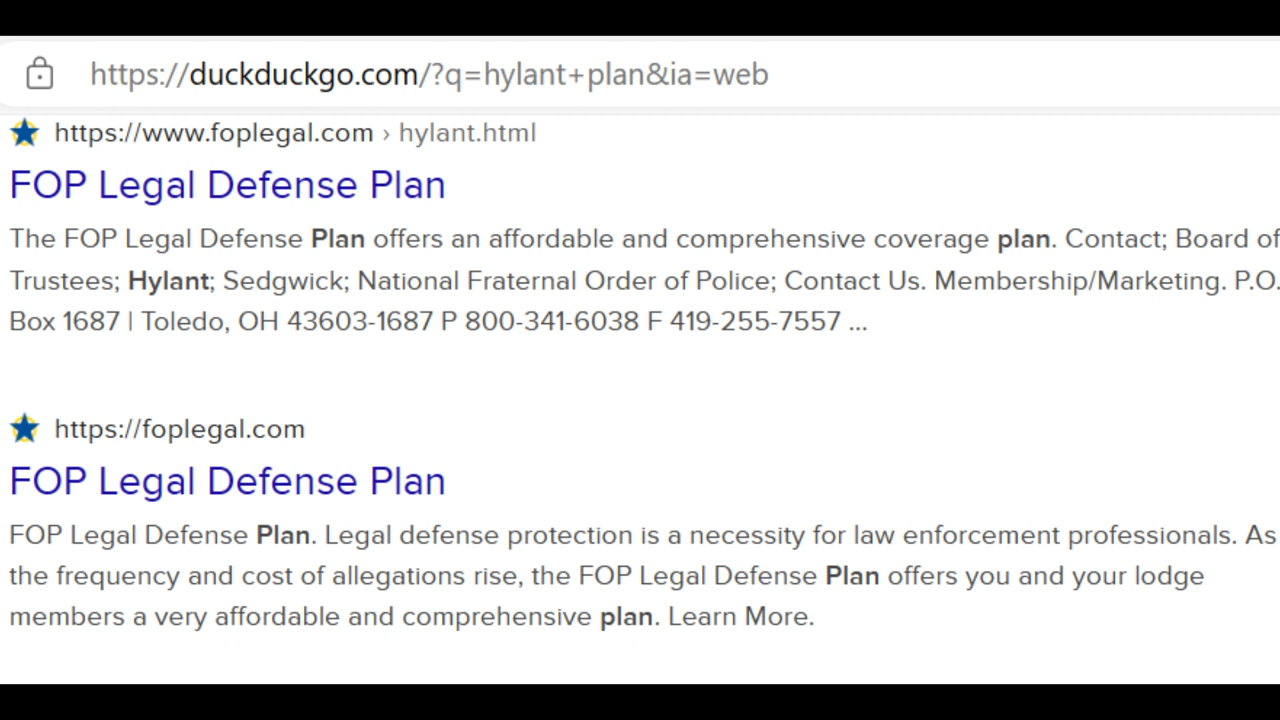 https://duckduckgo.com/?q=hylant+plan&ia=web
https://www.foplegal.com › hylant.html
FOP Legal Defense Plan
The FOP Legal Defense Plan offers an affordable and comprehensive coverage plan. Contact; Board of
Trustees; Hylant; Sedgwick; National Fraternal Order of Police; Contact Us. Membership/Marketing. P.O.
Box 1687 | Toledo, OH 43603-1687 P 800-341-6038 F 419-255-7557 ...
https://foplegal.com
FOP Legal Defense Plan
FOP Legal Defense Plan. Legal defense protection is a necessity for law enforcement professionals. As
the frequency and cost of allegations rise, the FOP Legal Defense Plan offers you and your lodge
members a very affordable and comprehensive plan. Learn More.